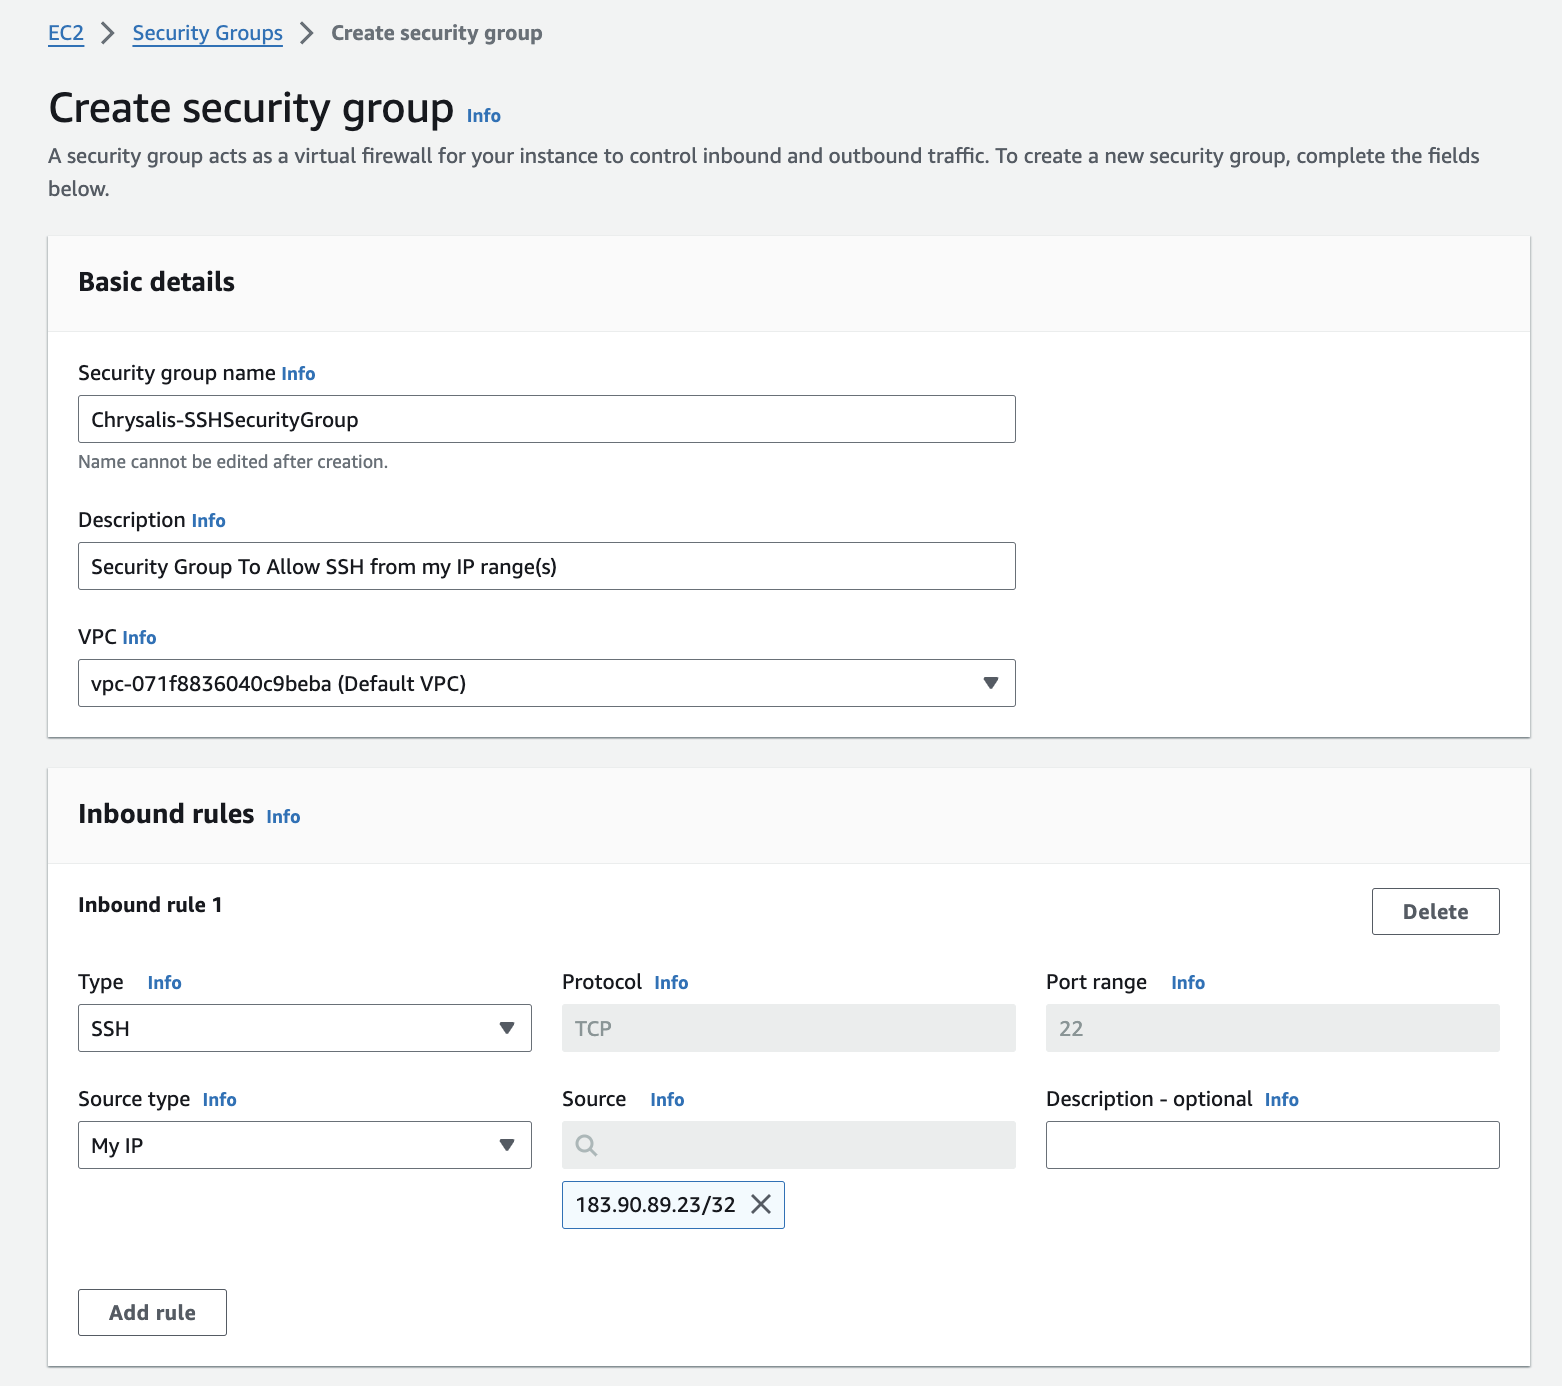 EC2 > Security Groups > Create security group
Create security group Info
A security group acts as a virtual firewall for your instance to control inbound and outbound traffic. To create a new security group, complete the fields
below.
Basic details
Security group name Info
Chrysalis-SSHSecurityGroup
Name cannot be edited after creation.
Description Info
Security Group To Allow SSH from my IP range(s)
VPC Info
vpc-071f8836040c9beba (Default VPC)
Inbound rules Info
Inbound rule 1
Delete
Type Info
Protocol Info
Port range Info
SSH
TCP
22
Source type Info
Source Info
Description - optional Info
My IP
183.90.89.23/32
Add rule